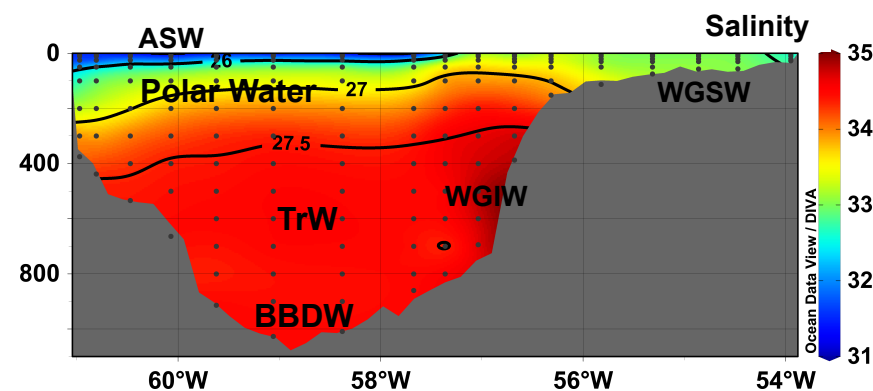 Salinity
ASW
0
26
35
Polar Water
27
WGSW
34
27.5
400
WGIW
33
TrW
800
32
BBDW
Ocean Data View / DIVA
31
60°W
58°W
56°W
54°W